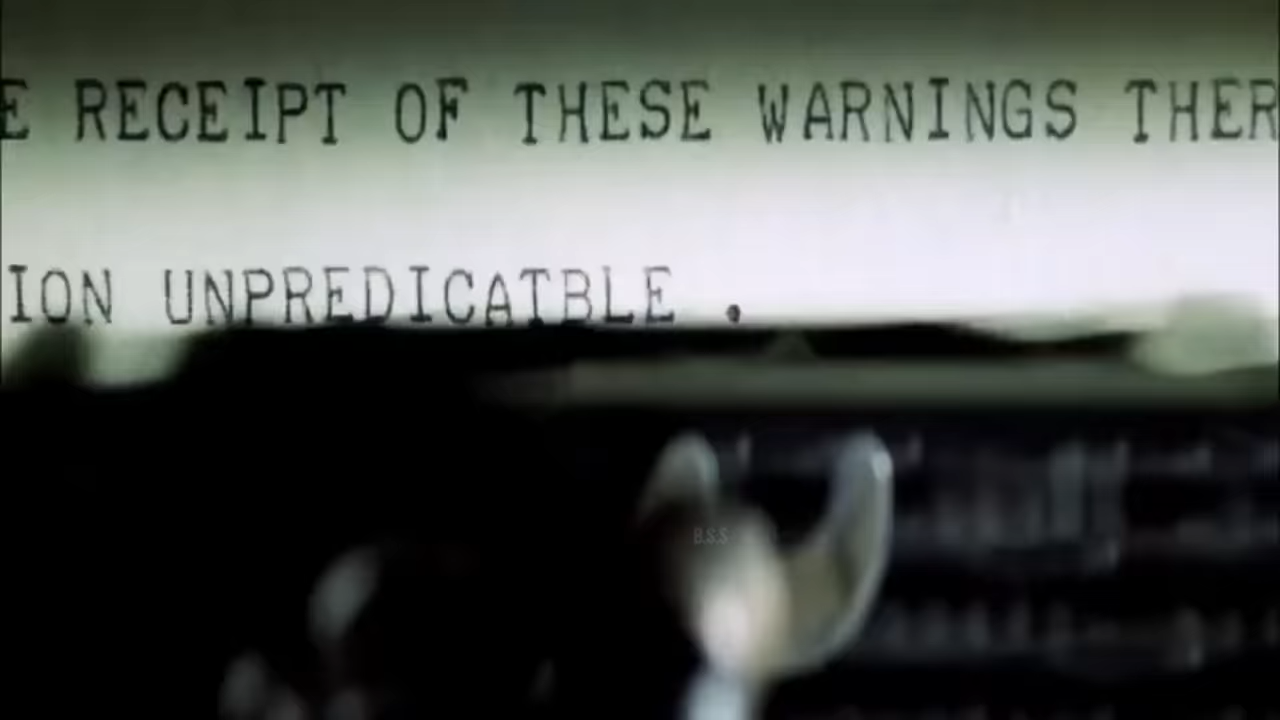 E RECEIPT OF THESE WARNINGS THER
ION UNPREDICATBLE .
B.S.S